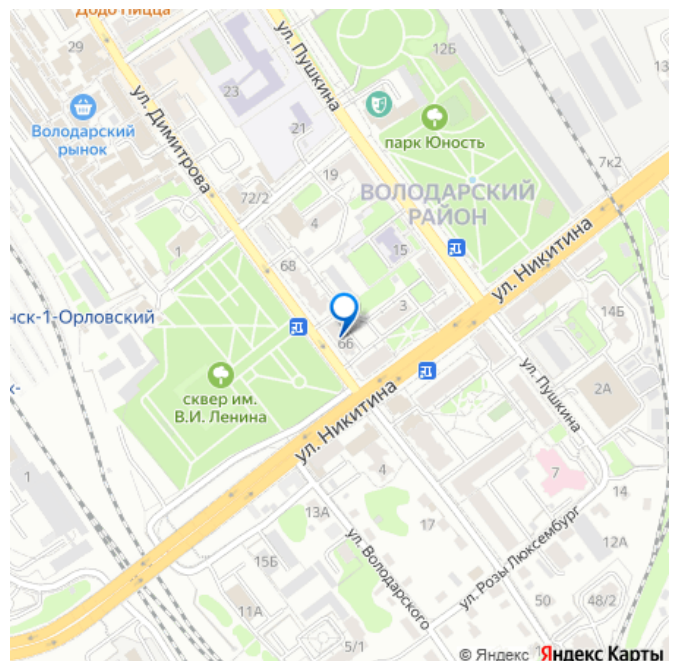 Додо Пицца
29
ул. Пушкина
12Б
13
23
Володарский
рынок
ул. Димитрова
21
парк Юность
7к2
19
72/2
ВОЛОДАРСКИЙ
РАЙОН
4
1
15
68
ул. Никитина
нск-1-Орловский
3
14Б
66
ул. Пушкина
сквер им.
В.И. Ленина
к-
2А
ул. Никитина
4
7
1
14
13А
17
ул. Розы Люксембург
12А
15Б
ул. Володарского
11А
50
48/2
5/1
© Яндекс Яндекс Карты